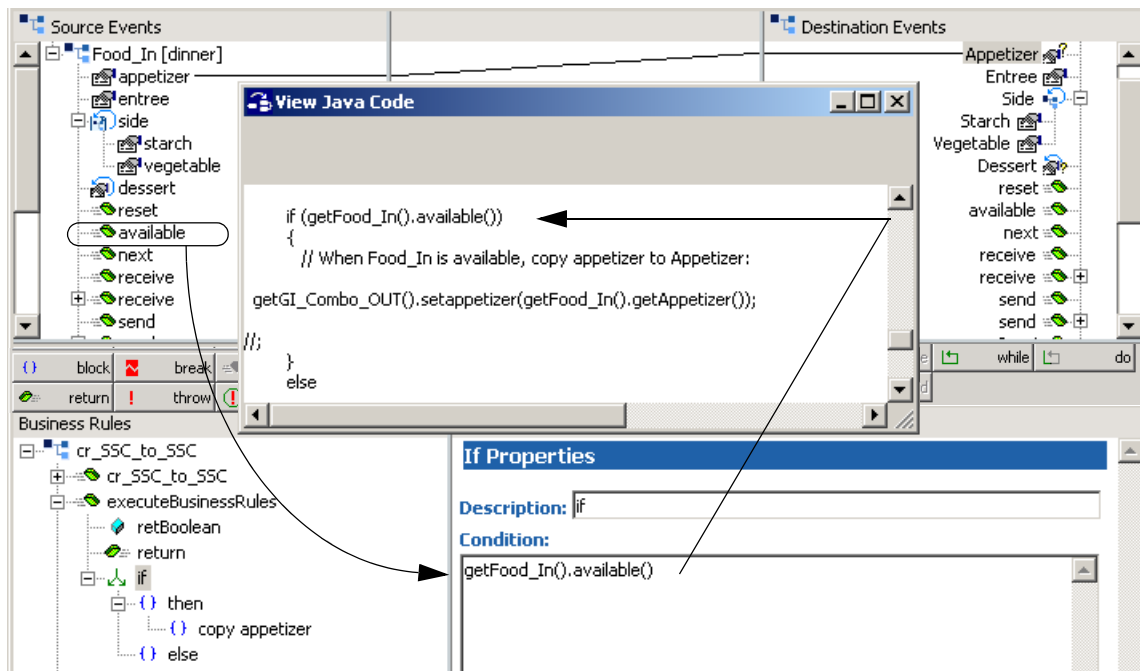 Source Events
Destination Events
Food_In [dinner]
appetizer
entree
side
starch
vegetable
dessert
reset
available
next
receive
receive
send
Appetizer
Entree
Side
Starch
Vegetable
Dessert
reset
available
next
receive
receive
send
send
View Java Code
if (getFood_In().available())
{
// When Food_In is available, copy appetizer to Appetizer:
getGI_Combo_OUT().setappetizer(getFood_In().getAppetizer());
//;
}
else
{} block break
while do
return ! throw
Business Rules
cr_SSC_to_SSC
cr_SSC_to_SSC
executeBusinessRules
retBoolean
return
if
{} then
{} copy appetizer
{} else
If Properties
Description: if
Condition:
getFood_In().available()